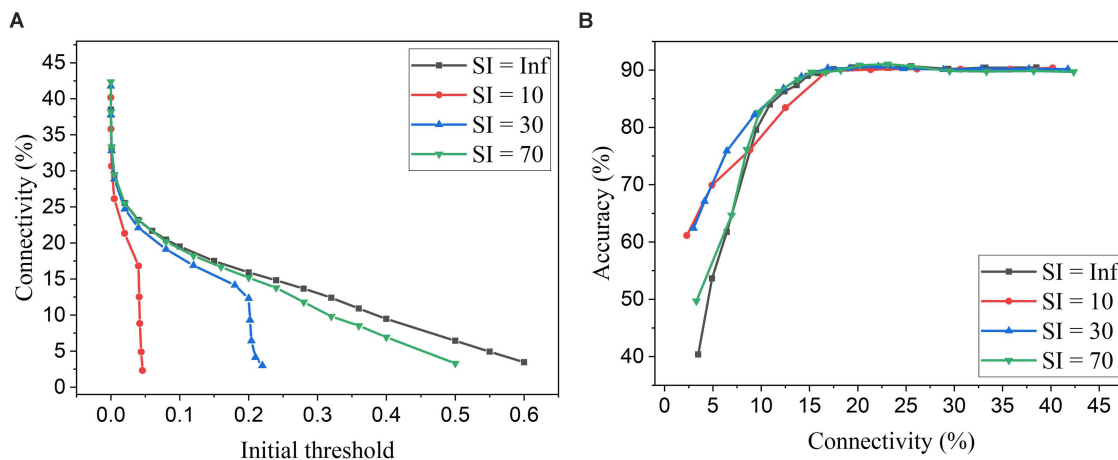 A
Connectivity (%)
45
40
35
30
25
20
15
10
5
0
0.0 0.1 0.2 0.3 0.4 0.5 0.6
Initial threshold
SI = Inf
SI = 10
SI = 30
SI = 70
B
Accuracy (%)
90
80
70
60
50
40
0 5 10 15 20 25 30 35 40 45
Connectivity (%)
SI = Inf
SI = 10
SI = 30
SI = 70